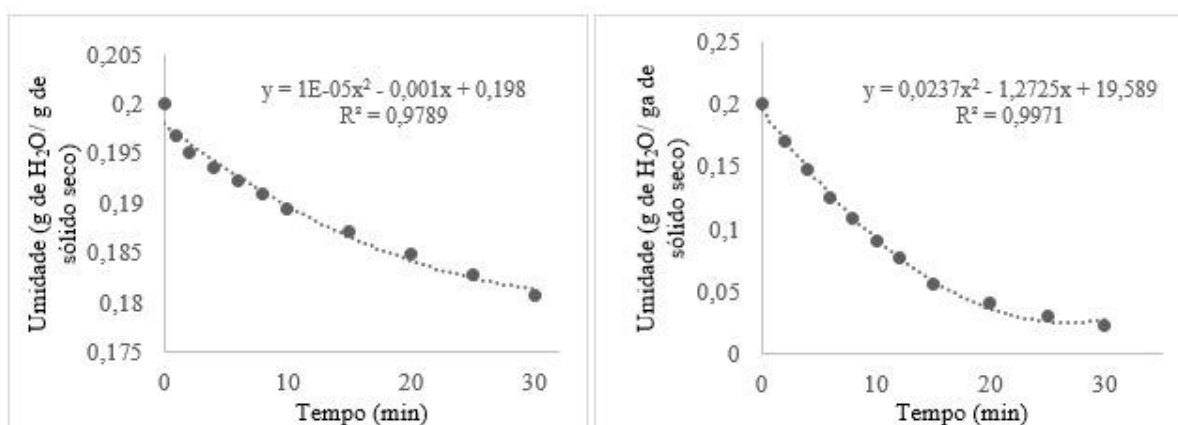 0,205
0,2
0,195
0,19
0,185
0,18
0,175
y = 1E-05x² - 0,001x + 0,198
R² = 0,9789
Umidade (g de H₂O/ g de
sólido seco)
0 10 20 30
Tempo (min)
0,25
0,2
0,15
0,1
0,05
0
y = 0,0237x² - 1,2725x + 19,589
R² = 0,9971
Umidade (g de H₂O/ ga de
sólido seco)
0 10 20 30
Tempo (min)